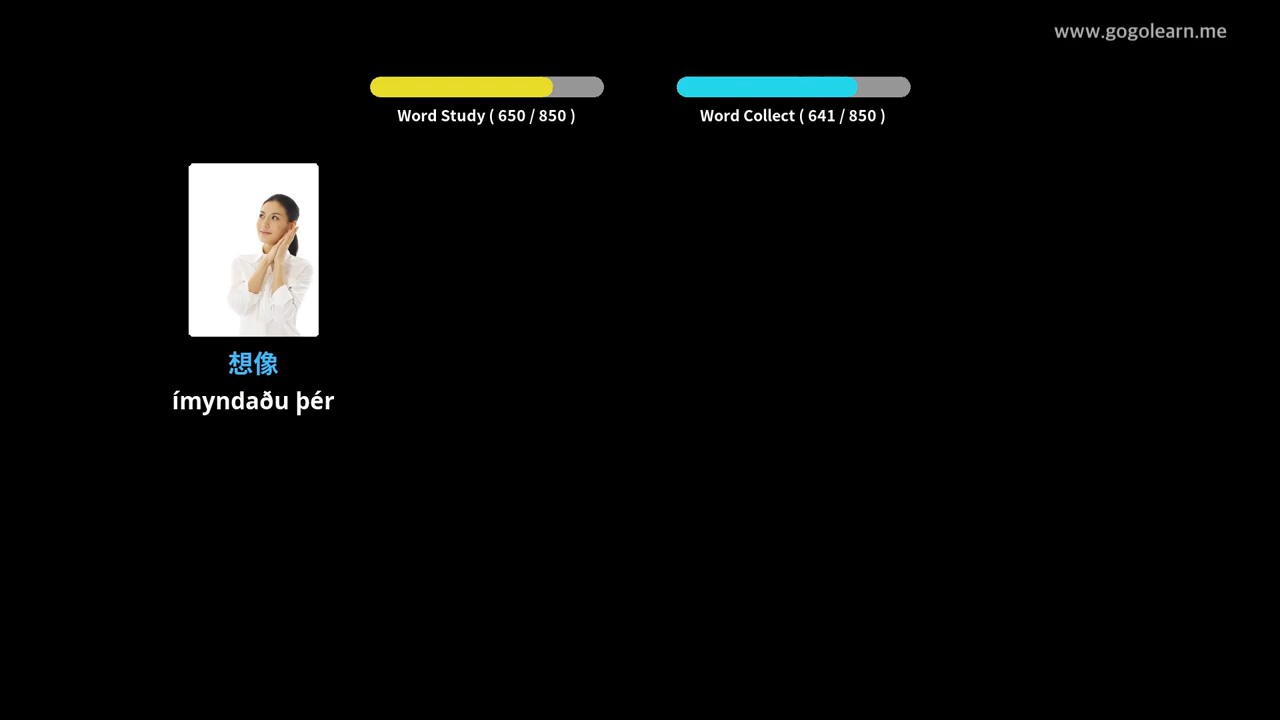 www.gogolearn.me
Word Study ( 650 / 850 )
Word Collect ( 641 / 850 )
想像
ímyndaðu þér